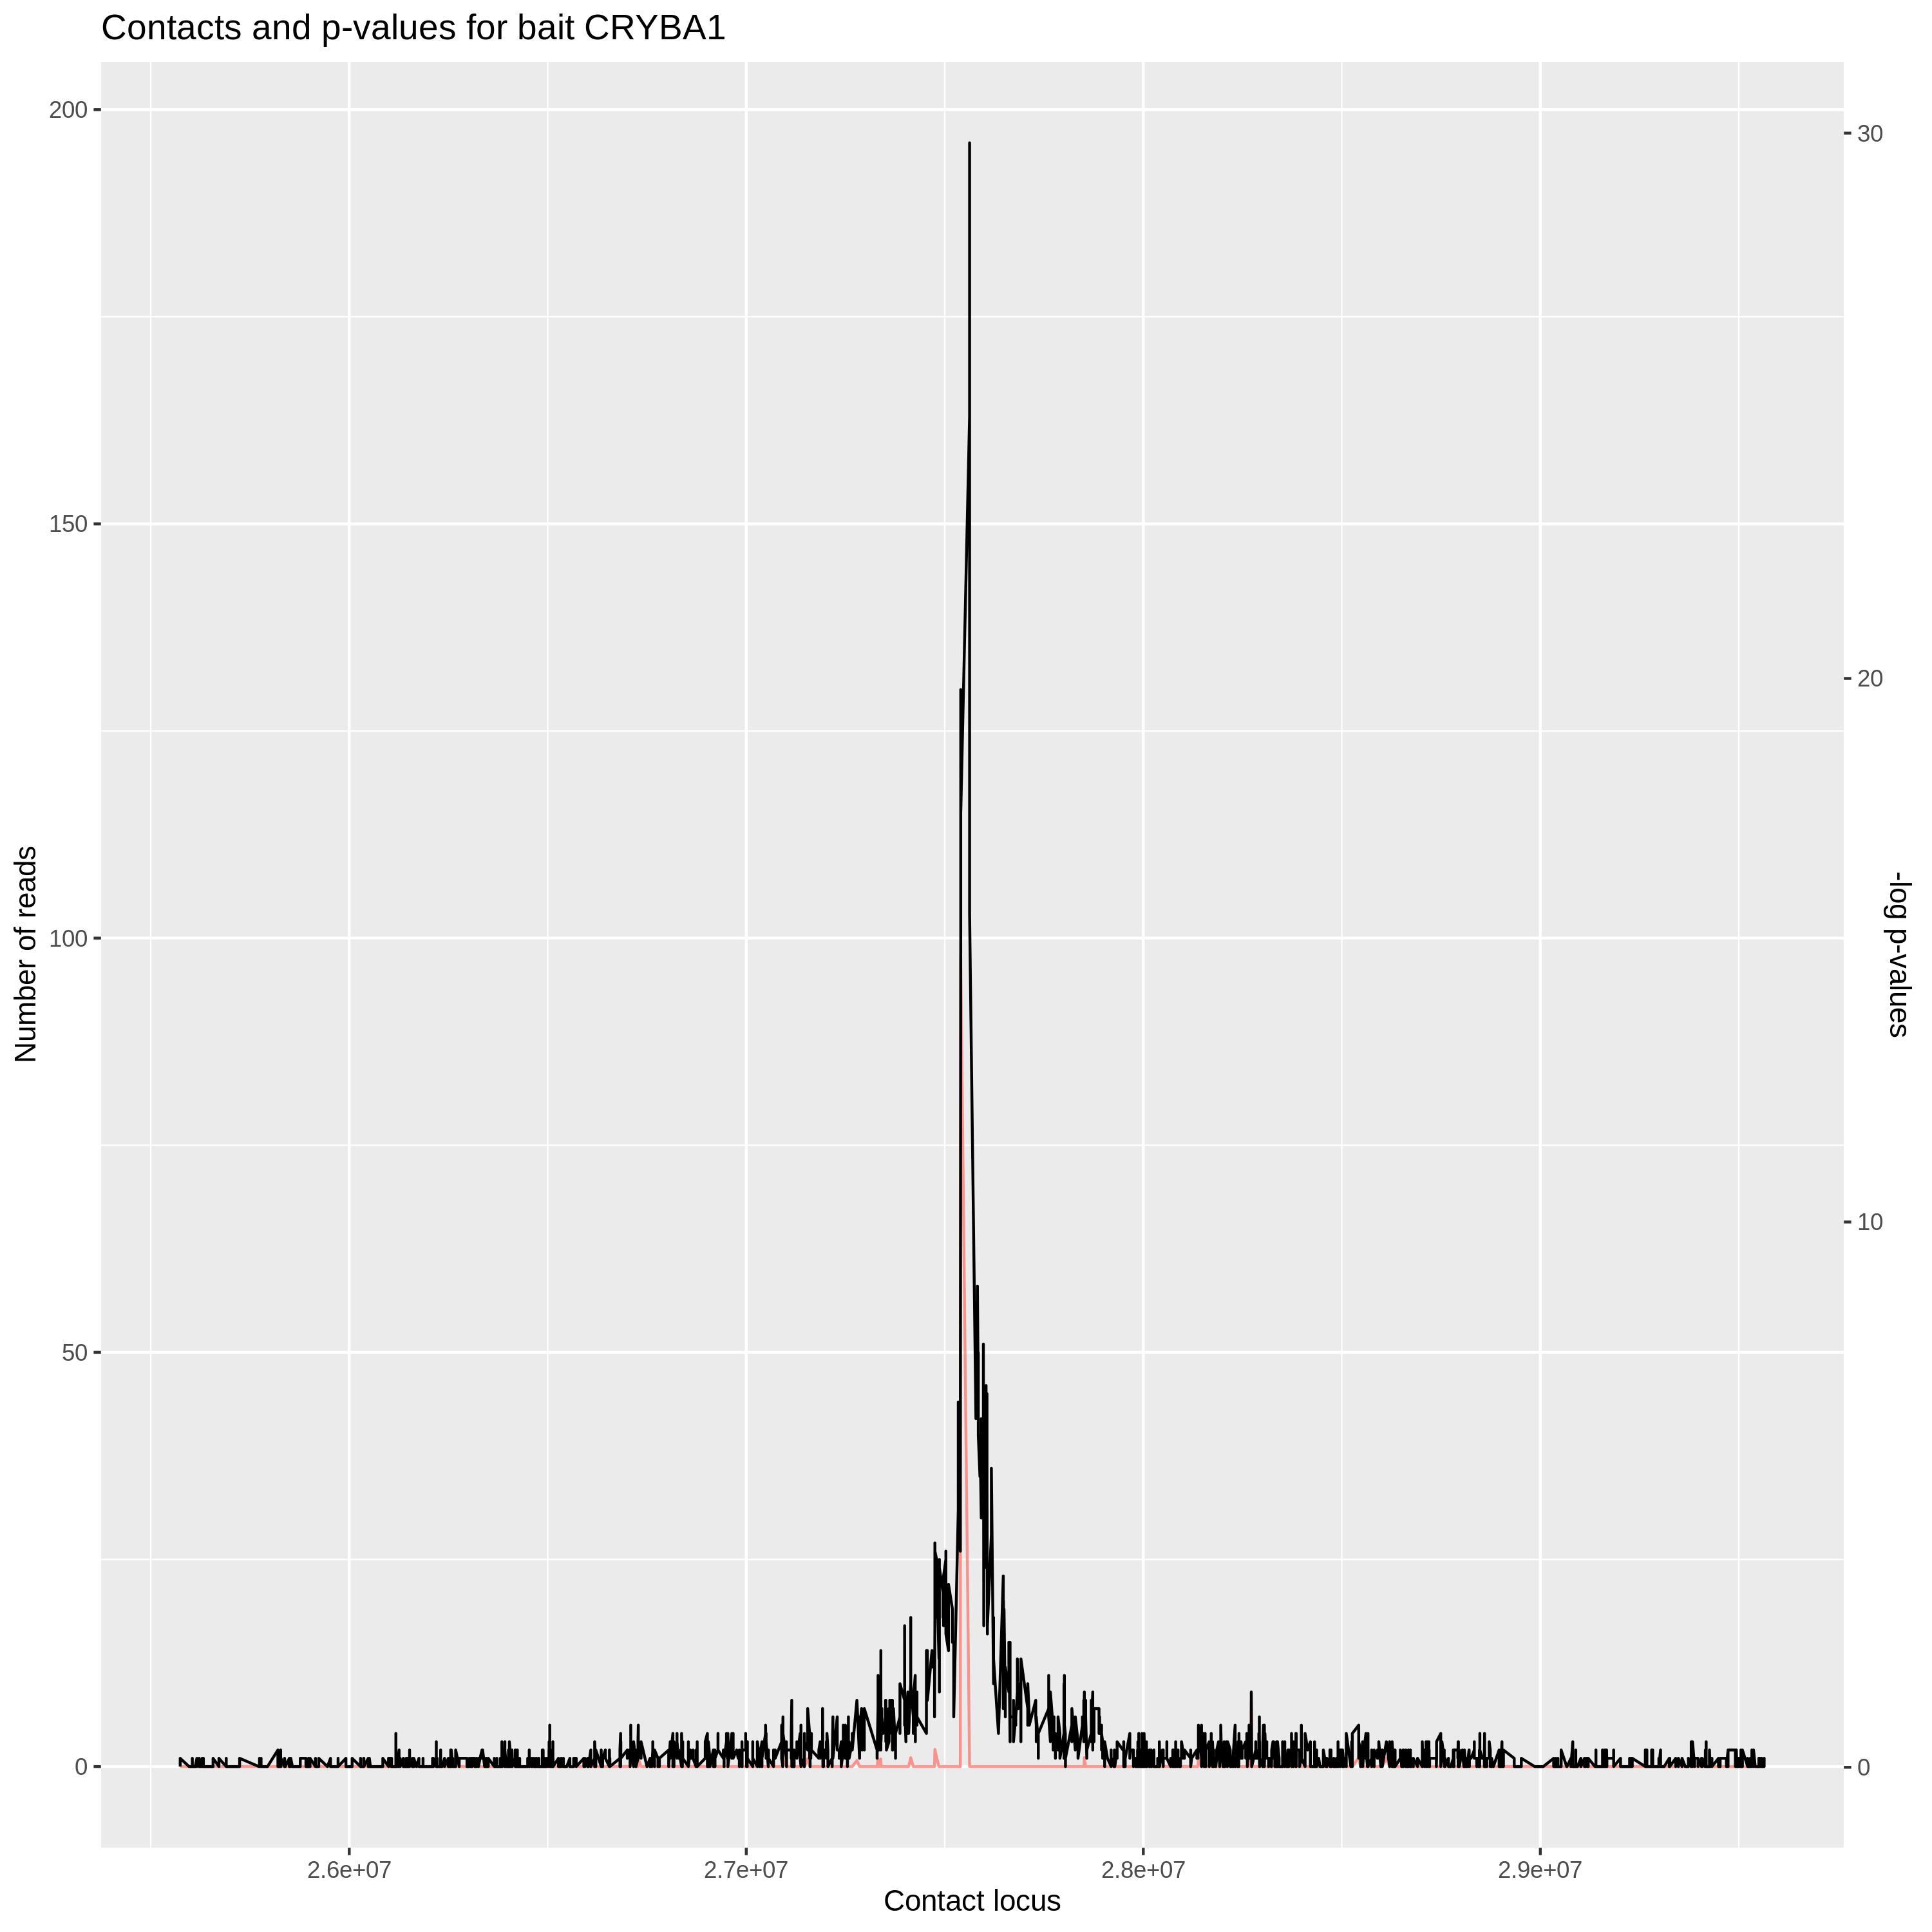 Contacts and p-values for bait CRYBA1
200
150
100
50
0
Number of reads
30
20
10
0
-log p-values
2.6e+07
2.7e+07
2.8e+07
2.9e+07
Contact locus